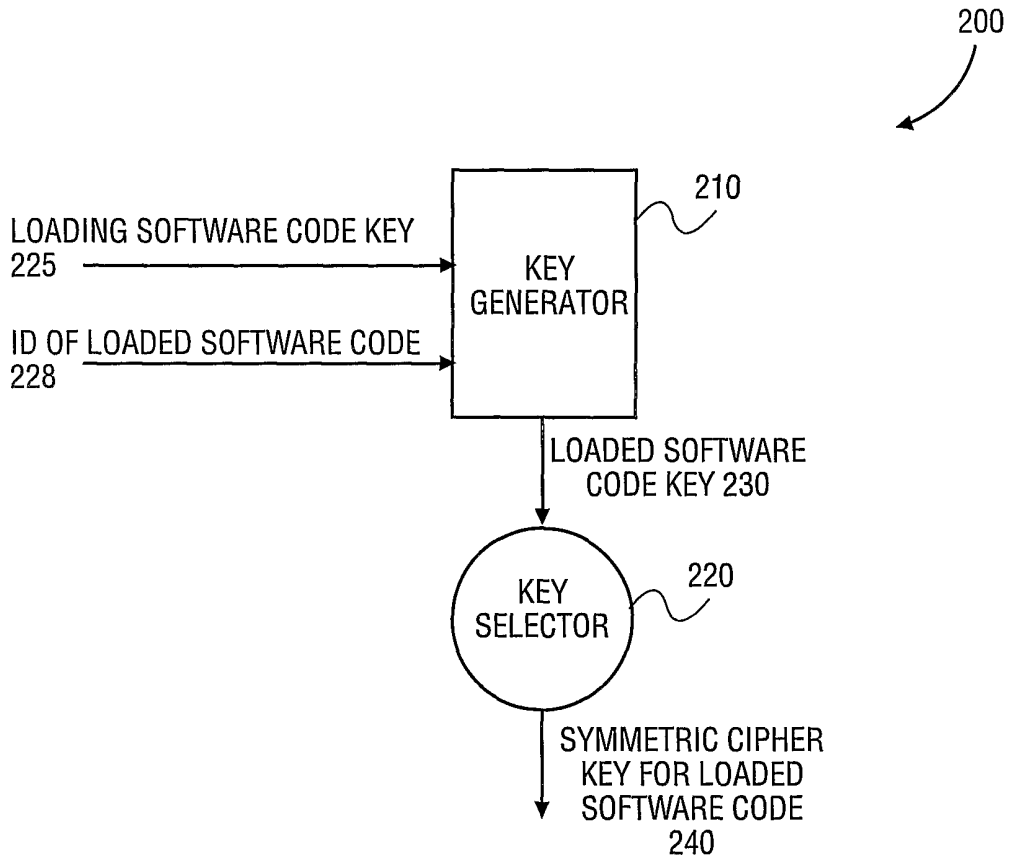 200
210
LOADING SOFTWARE CODE KEY
225
KEY
GENERATOR
ID OF LOADED SOFTWARE CODE
228
LOADED SOFTWARE
CODE KEY 230
220
KEY
SELECTOR
SYMMETRIC CIPHER
KEY FOR LOADED
SOFTWARE CODE
240